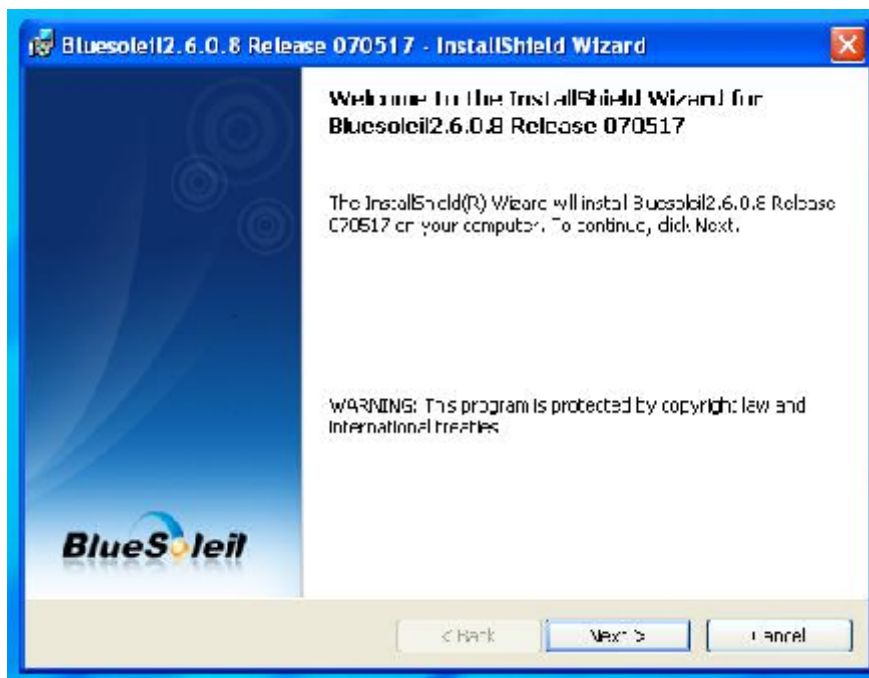 Bluesoleil2.6.0.8 Release 070517 - InstallShield Wizard
Welcome to the InstallShield Wizard for
Bluesoleil2.6.0.8 Release 070517
The InstallShield(R) Wizard will install Bluesoleil2.6.0.8 Release
070517 on your computer. To continue, click Next.
WARNING: This program is protected by copyright law and
international treaties.
BlueSoleil
< Back
Next >
Cancel